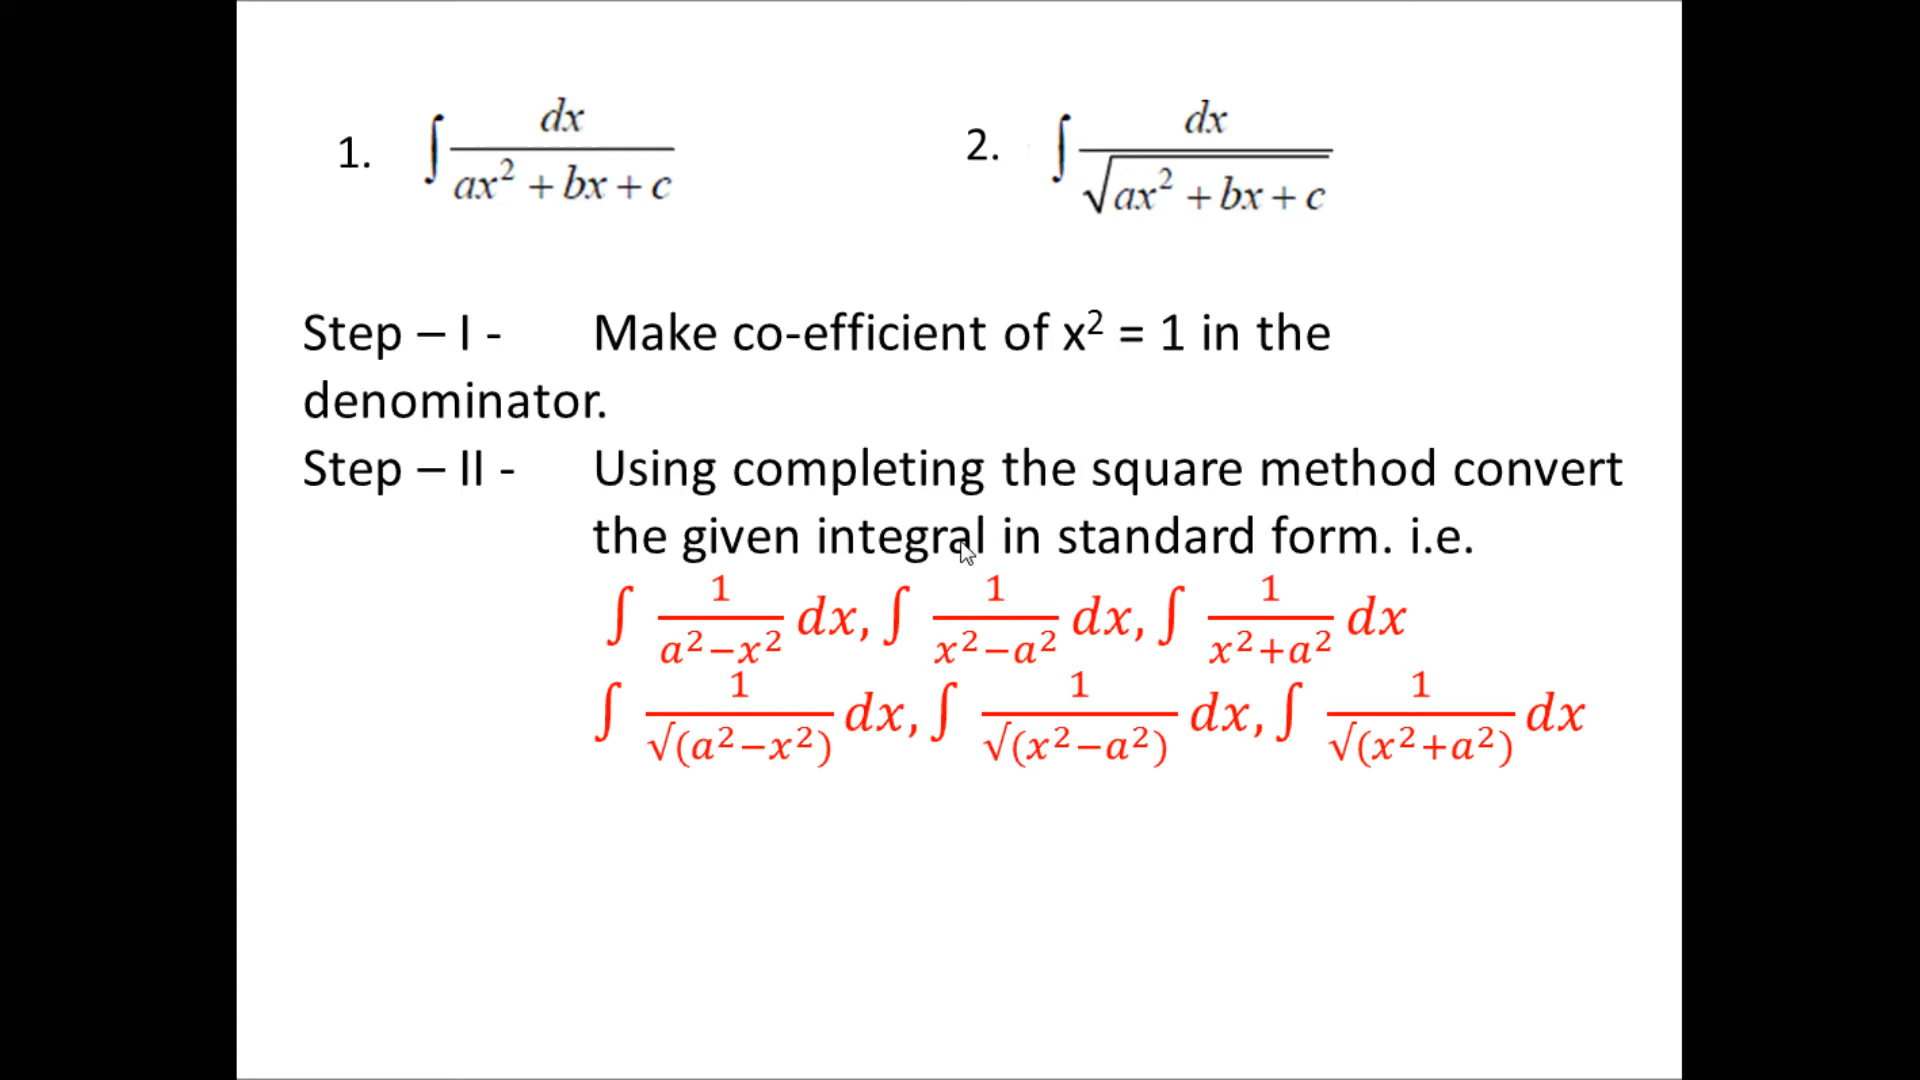 1. ∫ dx / (ax² + bx + c) 2. ∫ dx / √(ax² + bx + c)
Step – I - Make co-efficient of x² = 1 in the
denominator.
Step – II - Using completing the square method convert
the given integral in standard form. i.e.
∫ 1/(a²−x²) dx, ∫ 1/(x²−a²) dx, ∫ 1/(x²+a²) dx
∫ 1/√(a²−x²) dx, ∫ 1/√(x²−a²) dx, ∫ 1/√(x²+a²) dx